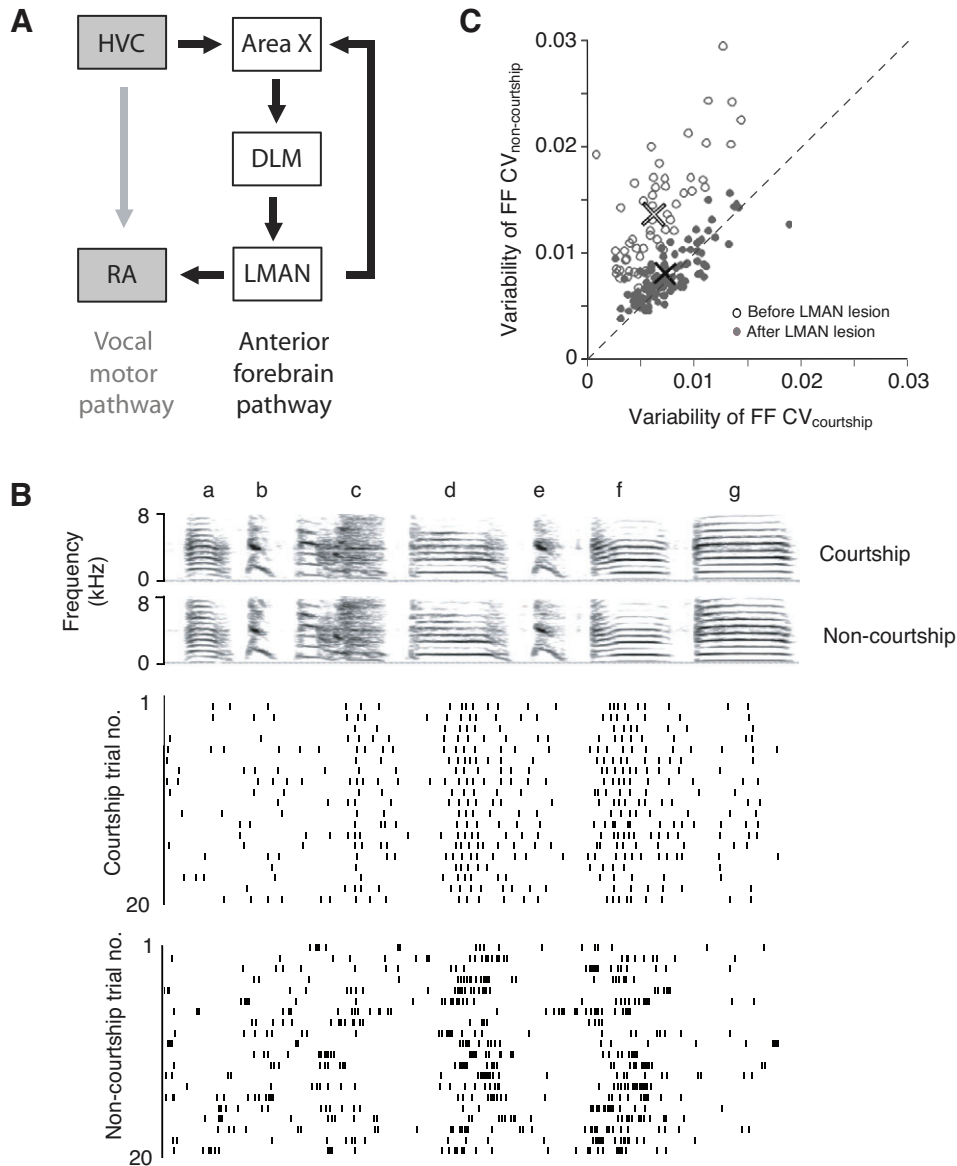 A
HVC
Area X
DLM
RA
LMAN
Vocal
motor
pathway
Anterior
forebrain
pathway
C
Variability of FF CVnon-courtship
0.03
0.02
0.01
0
0
0.01
0.02
0.03
Before LMAN lesion
After LMAN lesion
Variability of FF CVcourtship
B
a b c d e f g
Frequency
(kHz)
8
0
Courtship
8
0
Non-courtship
Courtship trial no.
1
20
Non-courtship trial no.
1
20